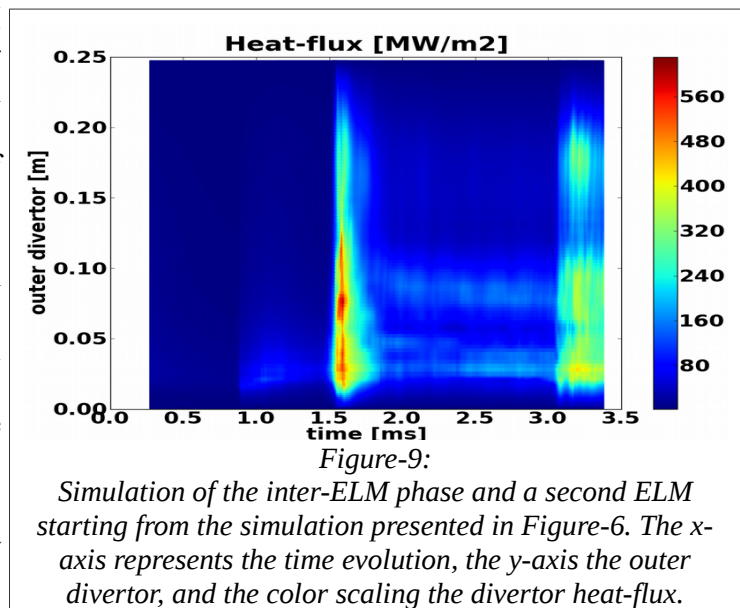 Heat-flux [MW/m2]
0.25
0.20
0.15
0.10
0.05
0.00
outer divertor [m]
0.0 0.5 1.0 1.5 2.0 2.5 3.0 3.5
time [ms]
560
480
400
320
240
160
80
Figure-9:
Simulation of the inter-ELM phase and a second ELM
starting from the simulation presented in Figure-6. The x-
axis represents the time evolution, the y-axis the outer
divertor, and the color scaling the divertor heat-flux.